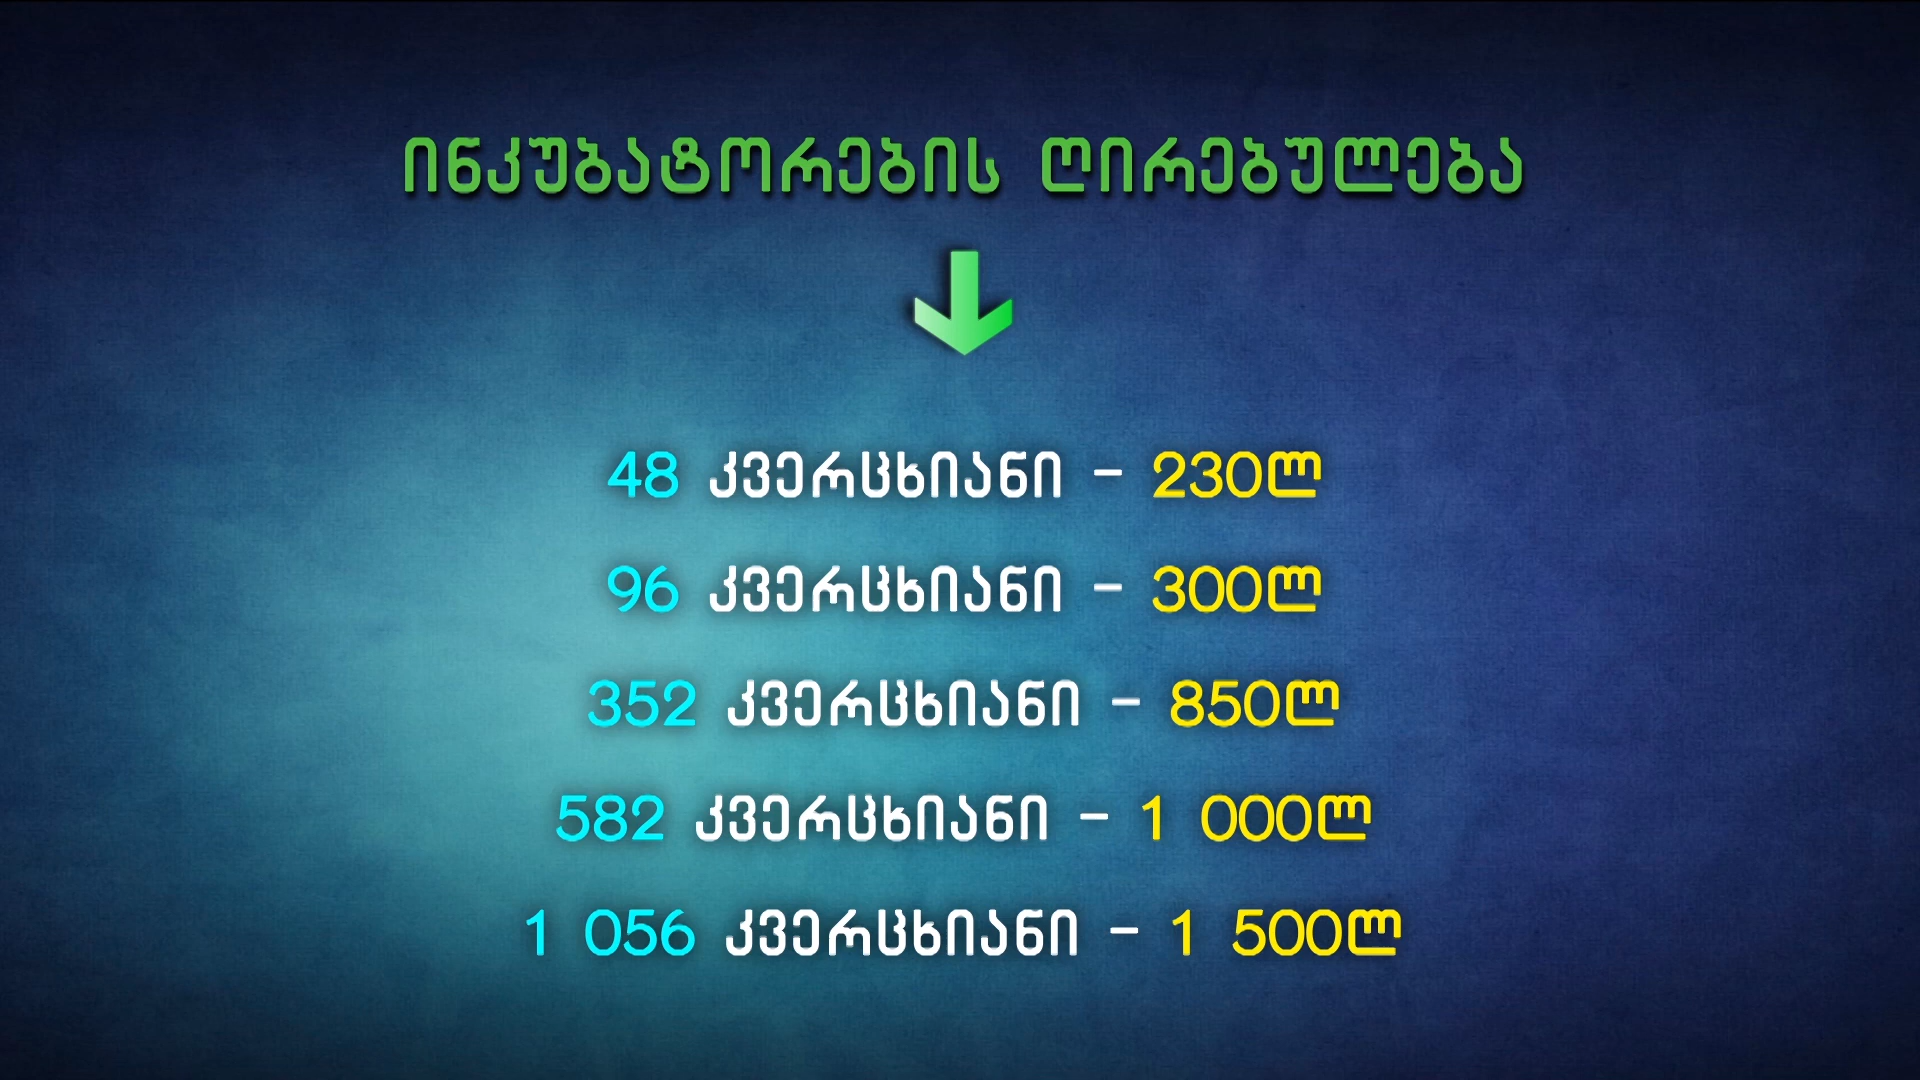 ინკუბატორების ღირებულება
48 კვერცხიანი - 230ლ
96 კვერცხიანი - 300ლ
352 კვერცხიანი - 850ლ
582 კვერცხიანი - 1 000ლ
1 056 კვერცხიანი - 1 500ლ